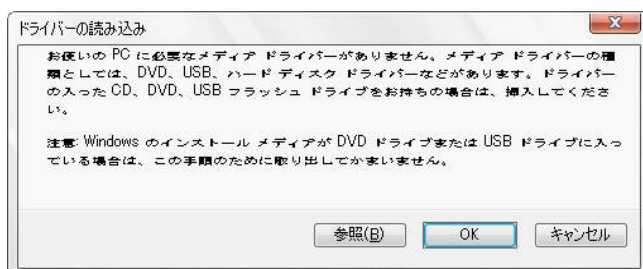 ドライバーの読み込み
お使いの PC に必要なメディア ドライバーがありません。メディア ドライバーの種
類としては、DVD、USB、ハード ディスク ドライバーなどがあります。ドライバー
の入った CD、DVD、USB フラッシュ ドライブをお持ちの場合は、挿入してくださ
い。
注意: Windows のインストール メディアが DVD ドライブまたは USB ドライブに入っ
ている場合は、この手順のために取り出してかまいません。
参照(B)
OK
キャンセル